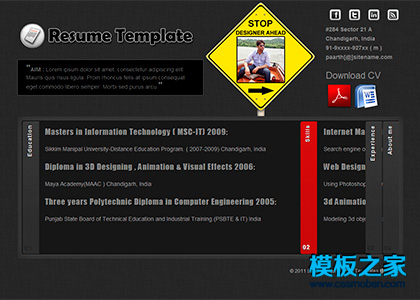 Resume Template
STOP
DESIGNER AHEAD
"AIM : Lorem ipsum dolor sit amet, consectetur adipiscing elit.
Mauris quis risus ligula. Proin rhoncus felis at ipsum consequat
eget commodo libero semper. Morbi sed purus arcu"
#284 Sector 21 A
Chandigarh, India
91-9xxxx-927xx ( m )
paarth[@]sitename.com
Download CV
Education
Masters in Information Technology ( MSC-IT) 2009:
Sikkim Manipal University-Distance Education Program. ( 2007-2009) Chandigarh, India
Diploma in 3D Designing , Animation & Visual Effects 2006:
Maya Academy(MAAC ) Chandigarh, India
Three years Polytechnic Diploma in Computer Engineering 2005:
Punjab State Board of Technical Education and Industrial Training (PSBTE & IT) India
Skills
02
Internet Ma
Search engine o
Web Design
Using Photoshop
3d Animation
Modeling 3d obje
Experience
About me
© 2011
模板之家
www.cssmoban.com